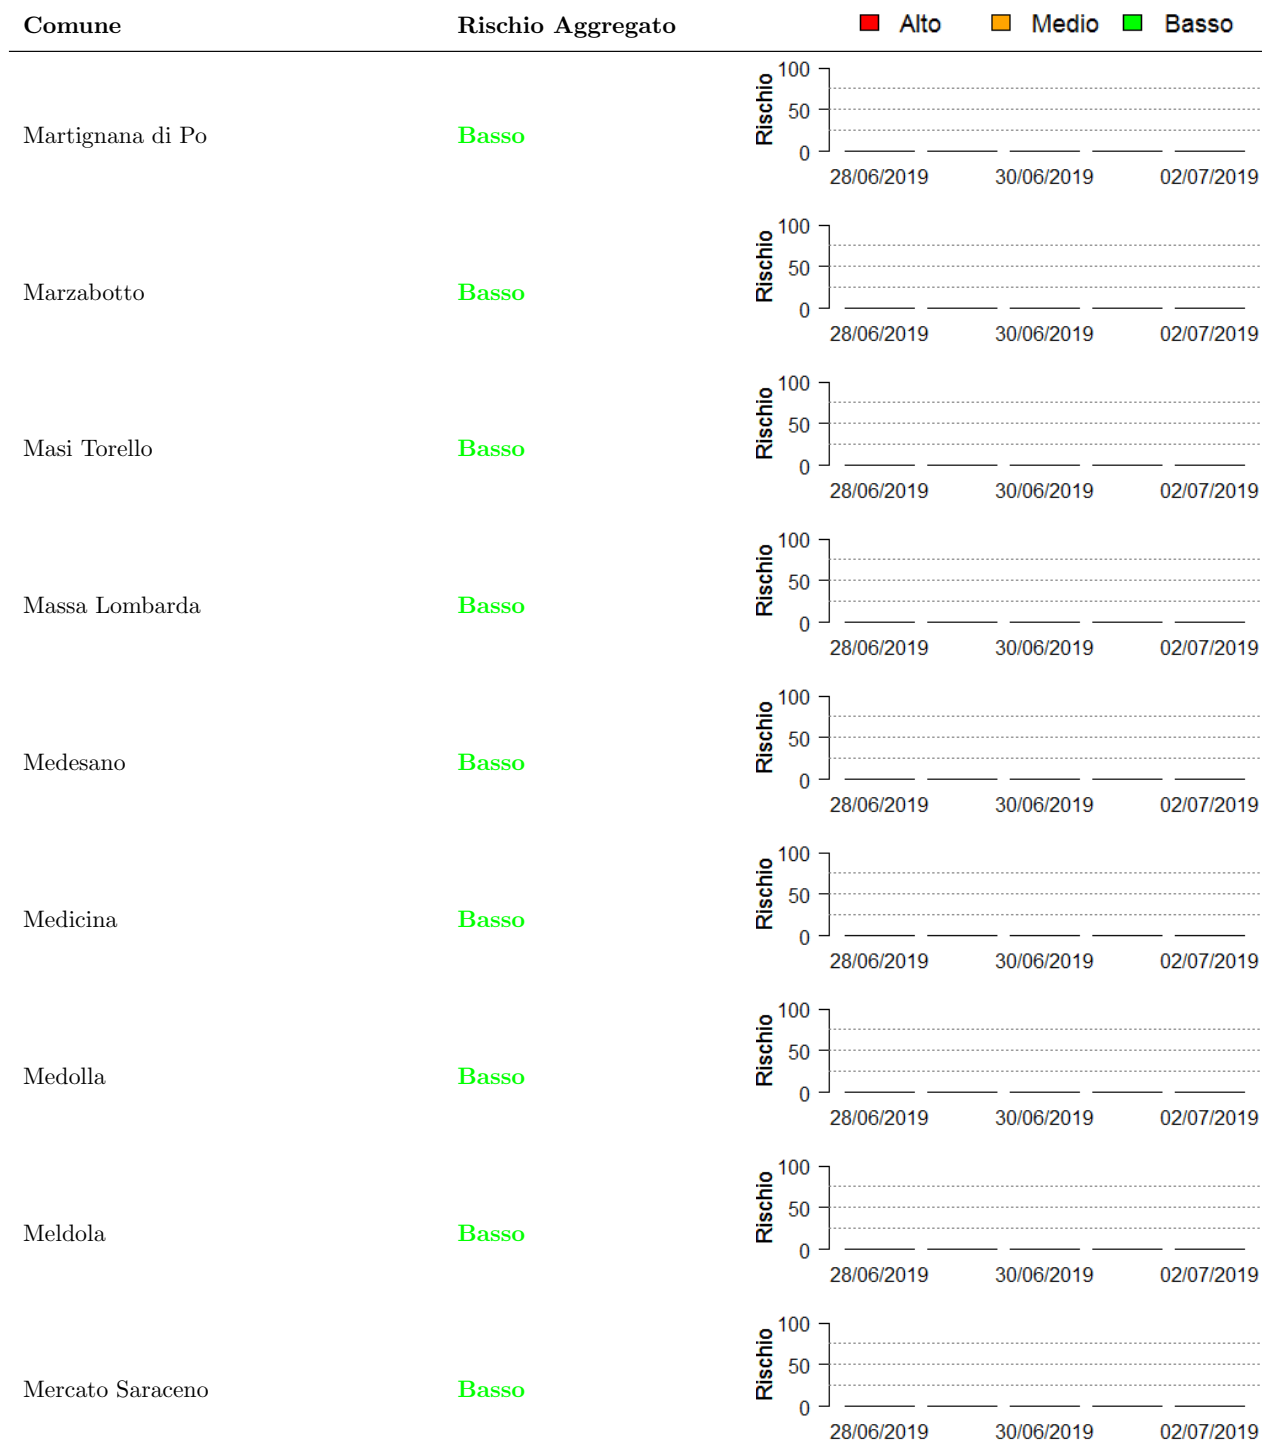 Comune Rischio Aggregato Alto Medio Basso
100
50
0
Rischio
Martignana di Po Basso
28/06/2019 30/06/2019 02/07/2019
100
50
0
Rischio
Marzabotto Basso
28/06/2019 30/06/2019 02/07/2019
100
50
0
Rischio
Masi Torello Basso
28/06/2019 30/06/2019 02/07/2019
100
50
0
Rischio
Massa Lombarda Basso
28/06/2019 30/06/2019 02/07/2019
100
50
0
Rischio
Medesano Basso
28/06/2019 30/06/2019 02/07/2019
100
50
0
Rischio
Medicina Basso
28/06/2019 30/06/2019 02/07/2019
100
50
0
Rischio
Medolla Basso
28/06/2019 30/06/2019 02/07/2019
100
50
0
Rischio
Meldola Basso
28/06/2019 30/06/2019 02/07/2019
100
50
0
Rischio
Mercato Saraceno Basso
28/06/2019 30/06/2019 02/07/2019